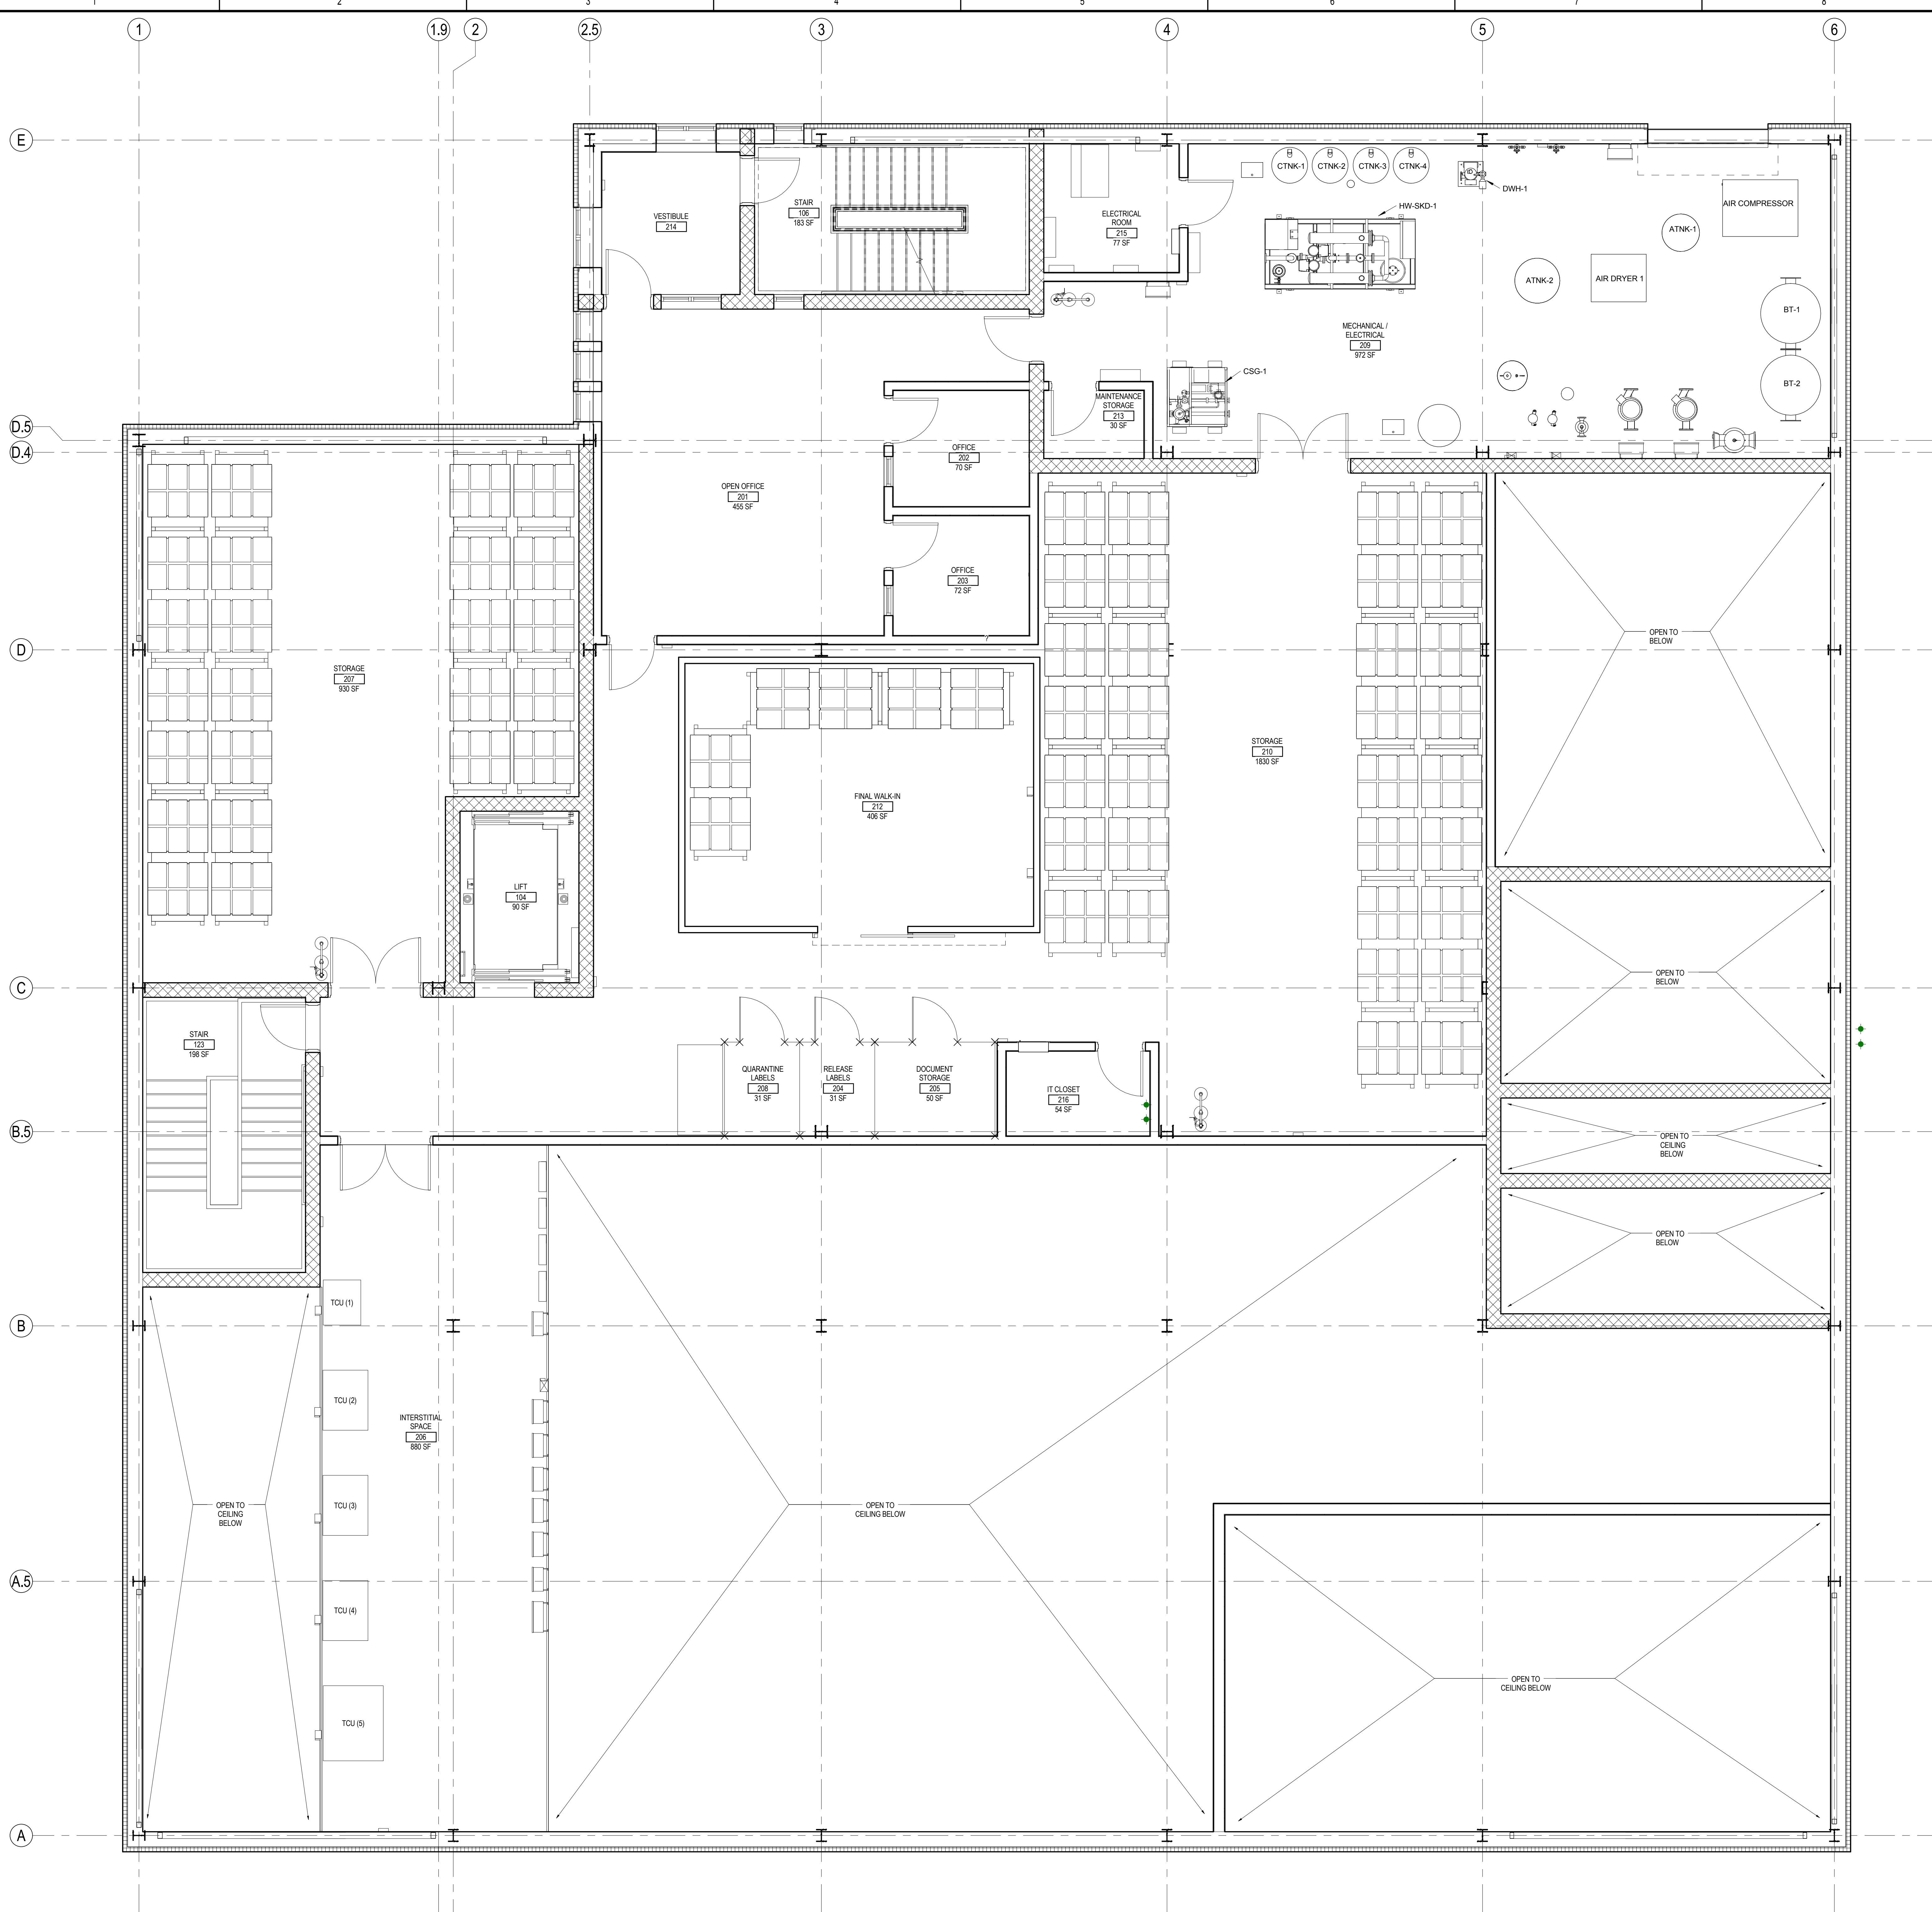 1 2 3 4 5 6 7 8
1 1.9 2 2.5 3 4 5 6
E
CTNK-1 CTNK-2 CTNK-3 CTNK-4
DWH-1
STAIR
106
183 SF
VESTIBULE
214
ELECTRICAL
ROOM
215
77 SF
HW-SKD-1
AIR COMPRESSOR
ATNK-1
ATNK-2
AIR DRYER 1
BT-1
MECHANICAL /
ELECTRICAL
209
972 SF
BT-2
CSG-1
MAINTENANCE
STORAGE
213
30 SF
D.5
D.4
OFFICE
202
70 SF
OPEN OFFICE
201
455 SF
OFFICE
203
72 SF
OPEN TO
BELOW
D
STORAGE
207
930 SF
STORAGE
210
1830 SF
FINAL WALK-IN
212
406 SF
LIFT
104
90 SF
OPEN TO
BELOW
C
STAIR
123
198 SF
QUARANTINE
LABELS
208
31 SF
RELEASE
LABELS
204
31 SF
DOCUMENT
STORAGE
205
50 SF
IT CLOSET
216
54 SF
B.5
OPEN TO
CEILING
BELOW
OPEN TO
BELOW
TCU (1)
B
TCU (2)
INTERSTITIAL
SPACE
206
880 SF
OPEN TO
CEILING
BELOW
TCU (3)
OPEN TO
CEILING BELOW
A.5
TCU (4)
OPEN TO
CEILING BELOW
TCU (5)
A